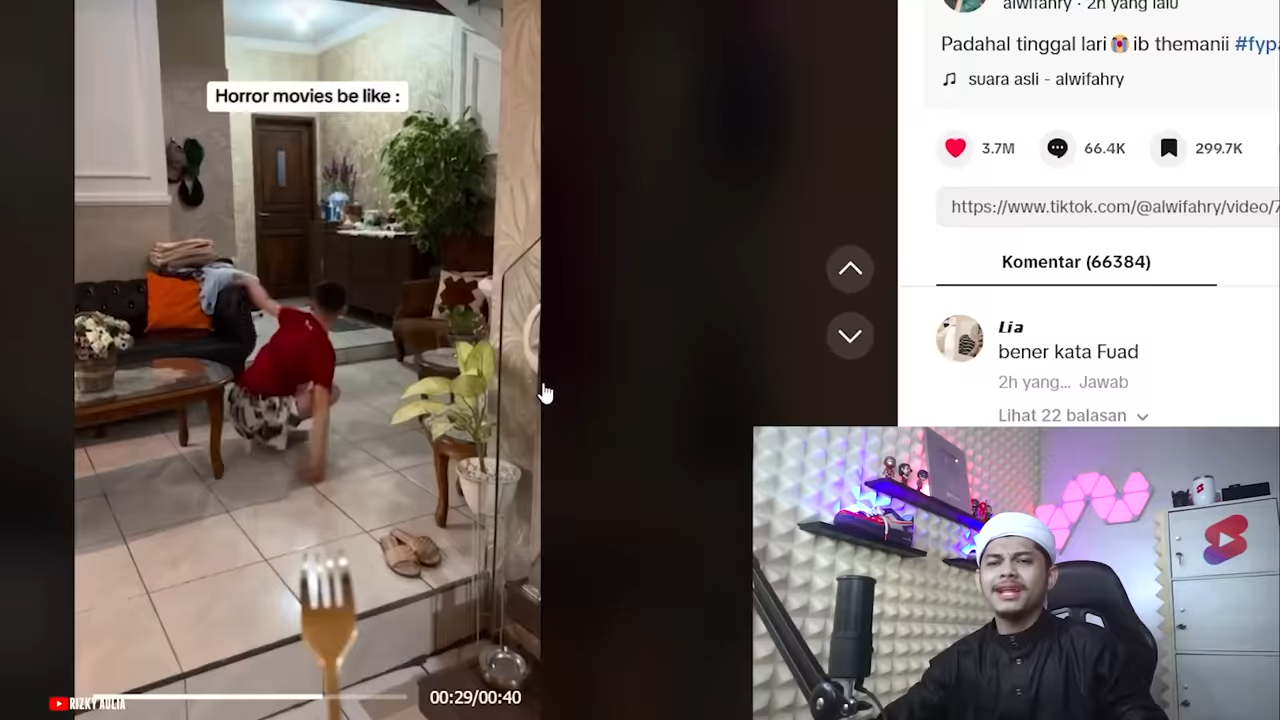 alwifahry · 2h yang lalu
Padahal tinggal lari😭ib themanii #fyp
♫ suara asli - alwifahry
Horror movies be like :
3.7M
66.4K
299.7K
https://www.tiktok.com/@alwifahry/video/7
Komentar (66384)
Lia
bener kata Fuad
2h yang... Jawab
Lihat 22 balasan
00:29/00:40
RIZKY AULIA